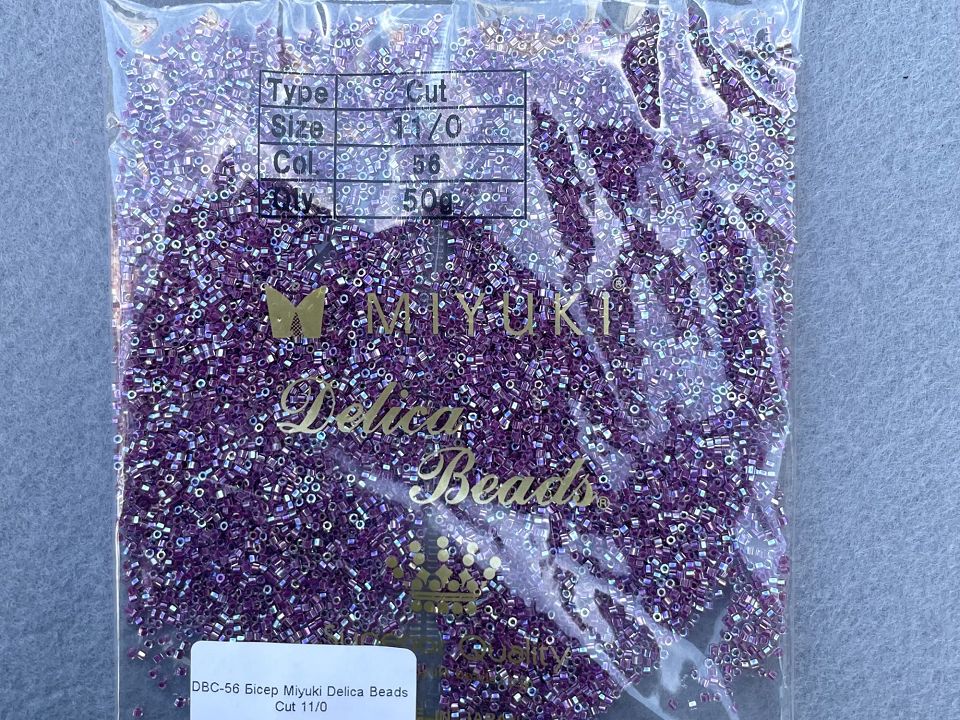 Type Cut
Size 11/0
Col. 56
Qty. 50g
MIYUKI®
Delica
Beads®
Quality
DBC-56 Бісер Miyuki Delica Beads
Cut 11/0